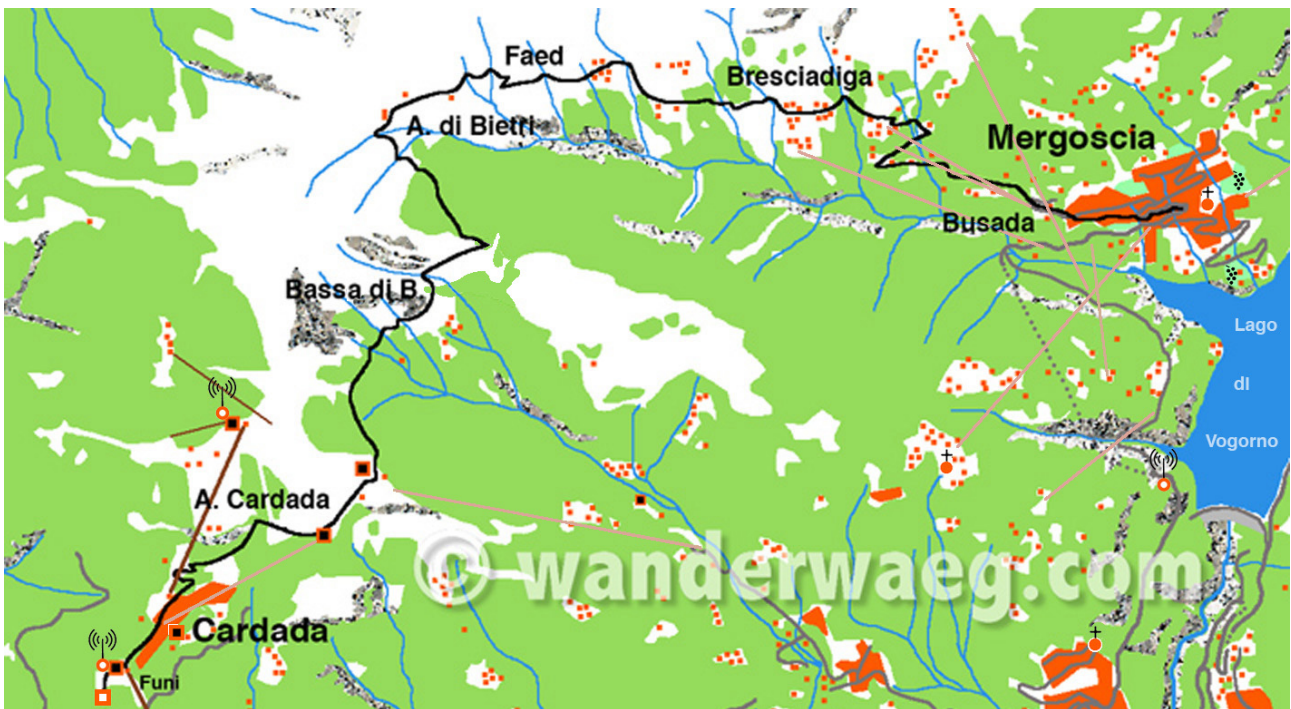 Faed
Bresciadiga
A. di Bietri
Mergoscia
Busada
Bassa di B.
Lago
dI
Vogorno
A. Cardada
© wanderwaeg.com
Cardada
Funi